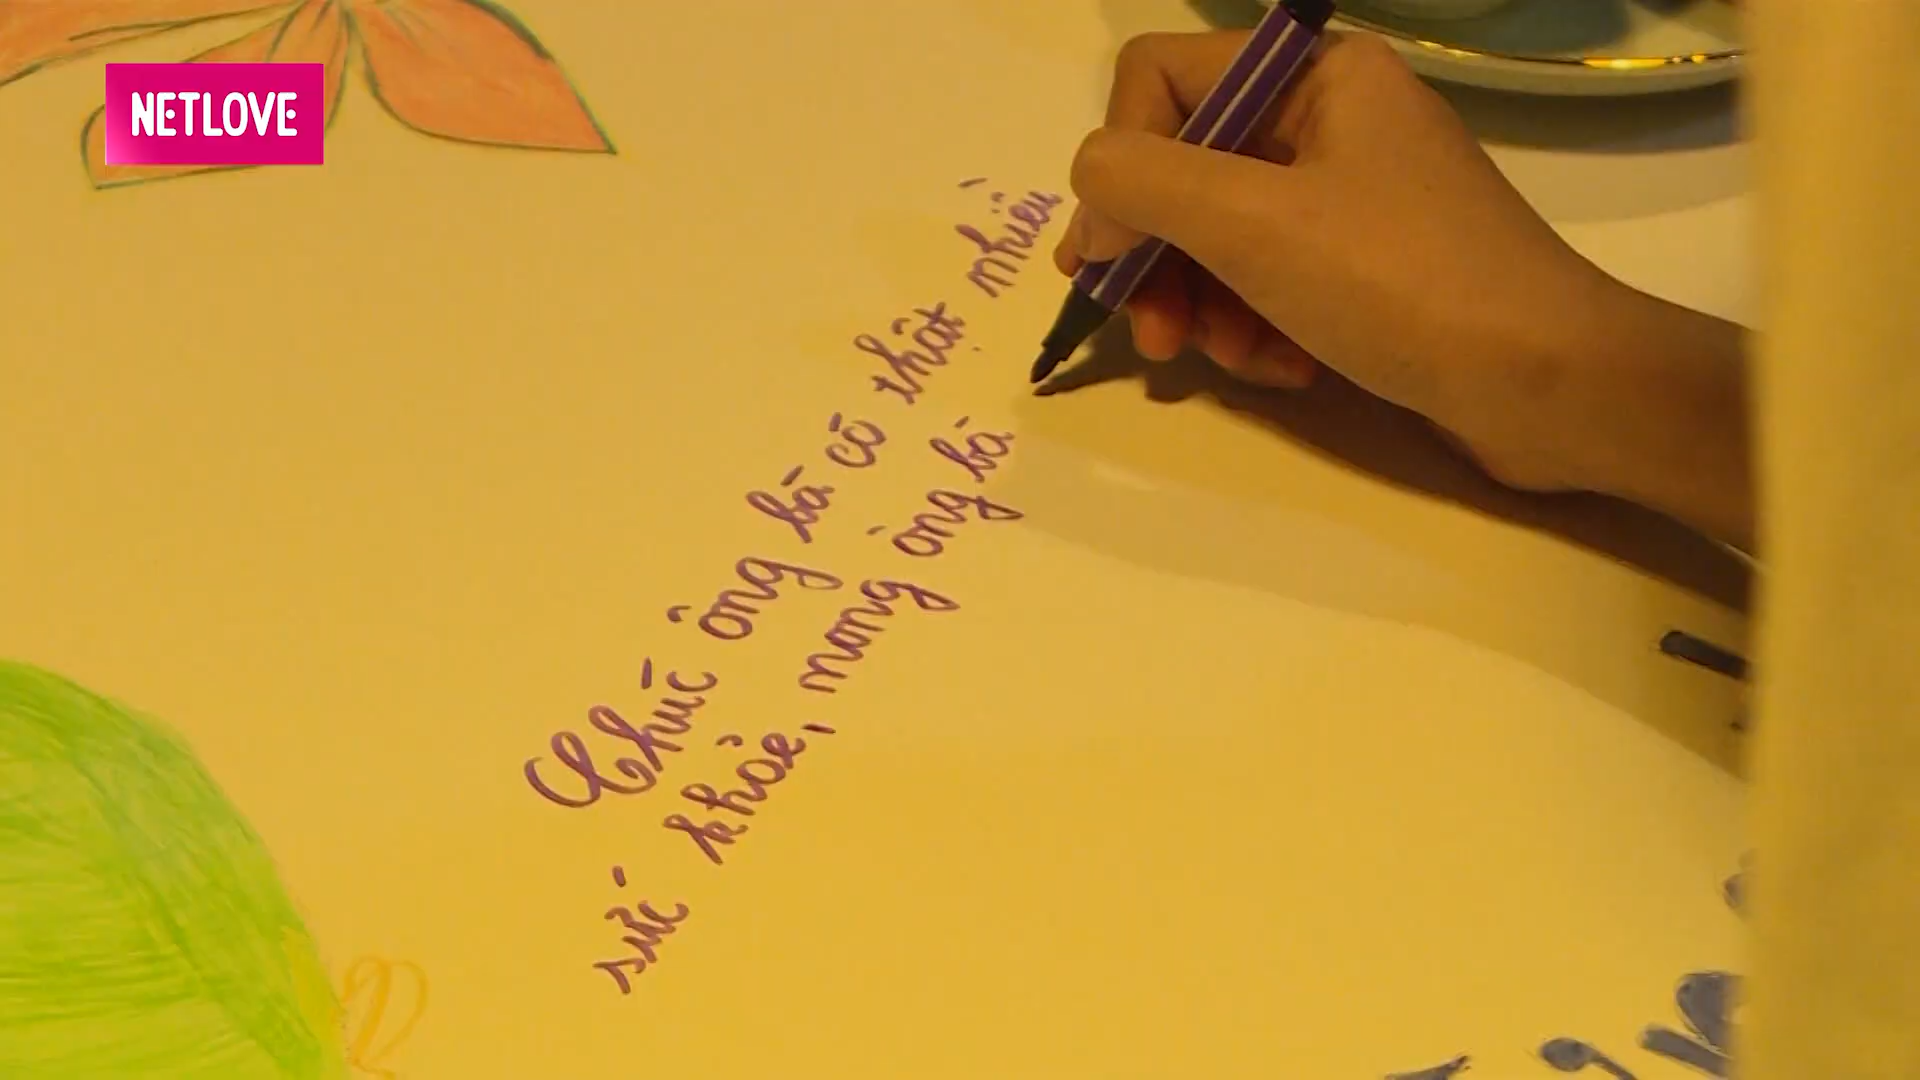 NETLOVE
Chúc ông bà có thật nhiều
sức khỏe, mong ông bà